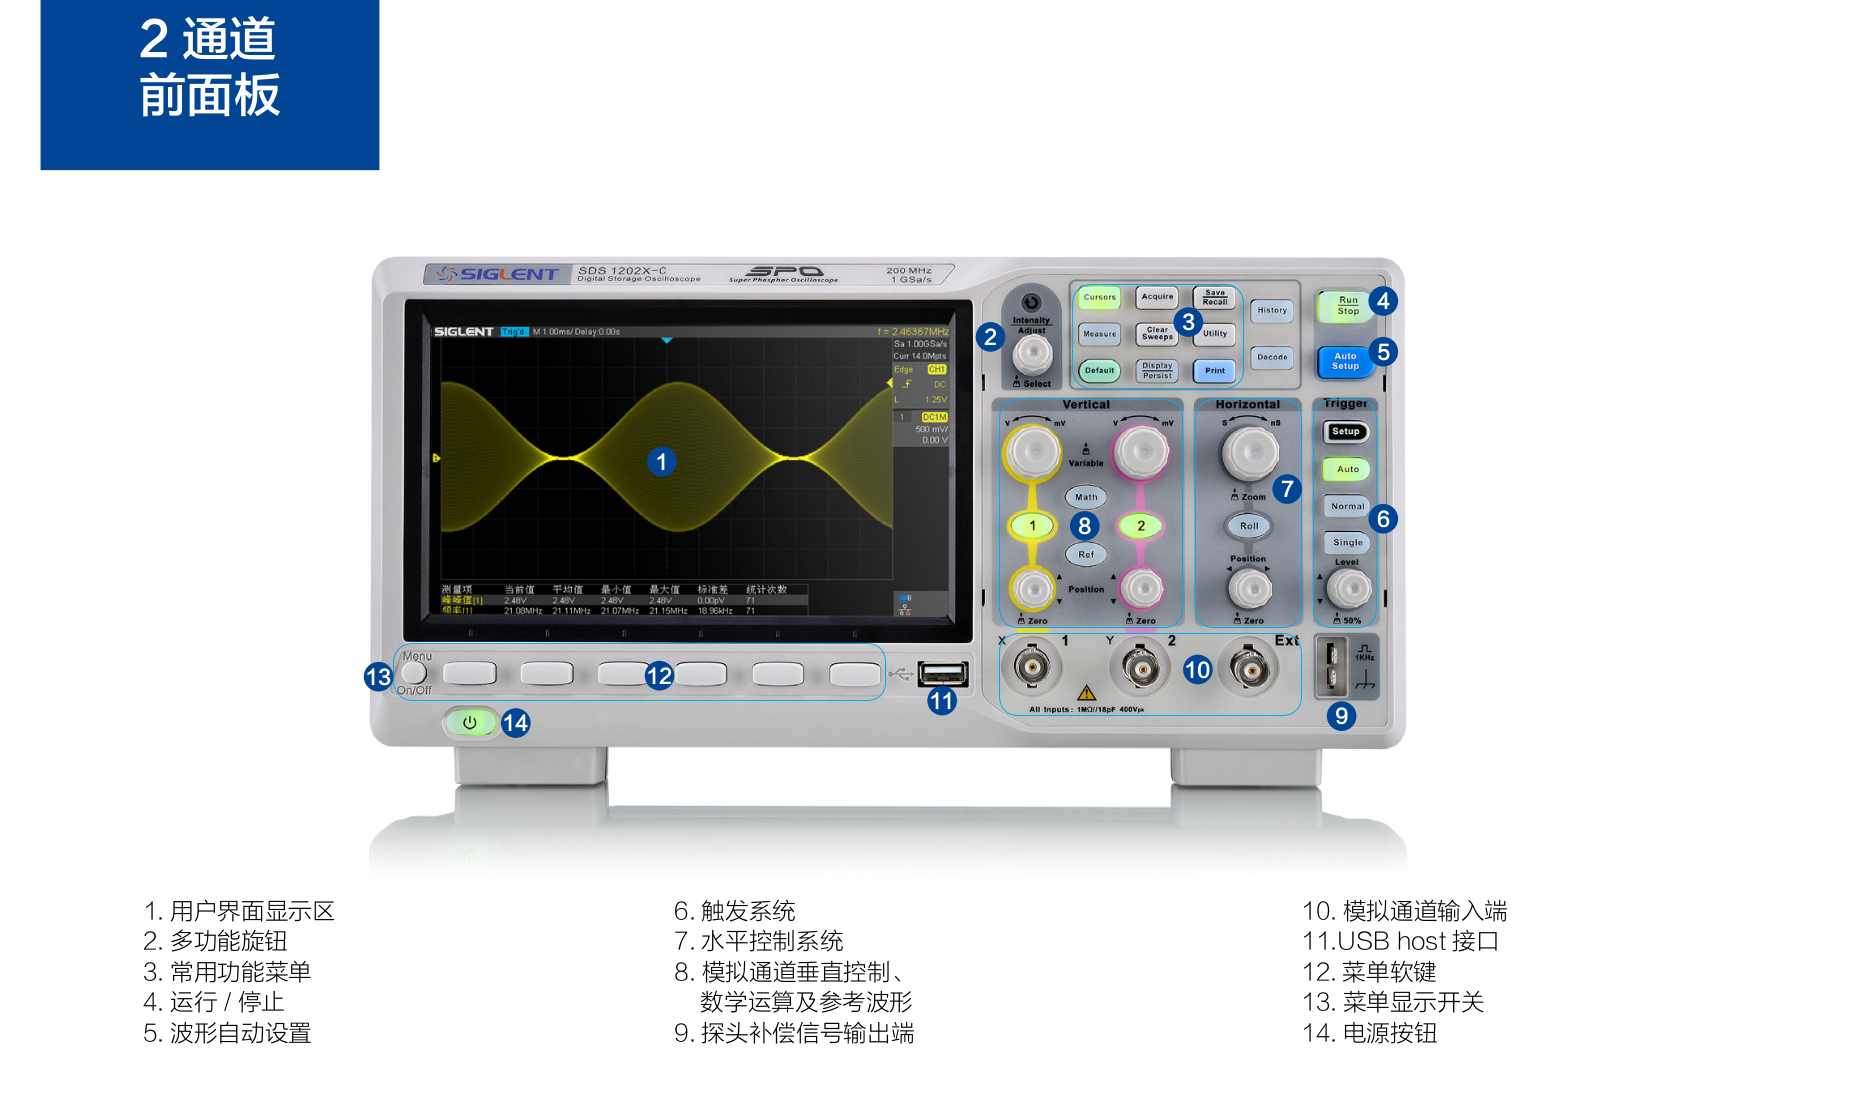 2 通道
前面板
SIGLENT
SDS 1202X-C
Digital Storage Oscilloscope
SPO
Super Phosphor Oscilloscope
200 MHz
1 GSa/s
SIGLENT Trig'd M 1.00ms/ Delay:0.00s
f = 2.46367MHz
Sa 1.00GSa/s
Curr 14.0Mpts
Edge CH1
DC
L 1.25V
1 DC1M
500 mV/
0.00 V
1
测量项 当前值 平均值 最小值 最大值 标准差 统计次数
峰峰值[1] 2.48V 2.48V 2.48V 2.48V 0.00pV 71
频率[1] 21.08MHz 21.11MHz 21.07MHz 21.15MHz 18.96kHz 71
Intensity
Adjust
2
Select
Cursors
Acquire
Save
Recall
History
3
Measure
Clear
Sweeps
Utility
Decode
Default
Display
Persist
Print
Run
Stop
4
Auto
Setup
5
Vertical
V mV
V mV
Variable
Math
1
8
2
Ref
Position
Zero
Zero
Horizontal
S nS
Zoom
7
Roll
Position
Zero
Trigger
Setup
Auto
Normal
6
Single
Level
50%
X 1
Y 2
Ext
10
All Inputs: 1MΩ//18pF 400Vpk
1KHz
9
Menu
On/Off
13
12
11
14
1. 用户界面显示区
2. 多功能旋钮
3. 常用功能菜单
4. 运行 / 停止
5. 波形自动设置
6. 触发系统
7. 水平控制系统
8. 模拟通道垂直控制、
数学运算及参考波形
9. 探头补偿信号输出端
10. 模拟通道输入端
11.USB host 接口
12. 菜单软键
13. 菜单显示开关
14. 电源按钮